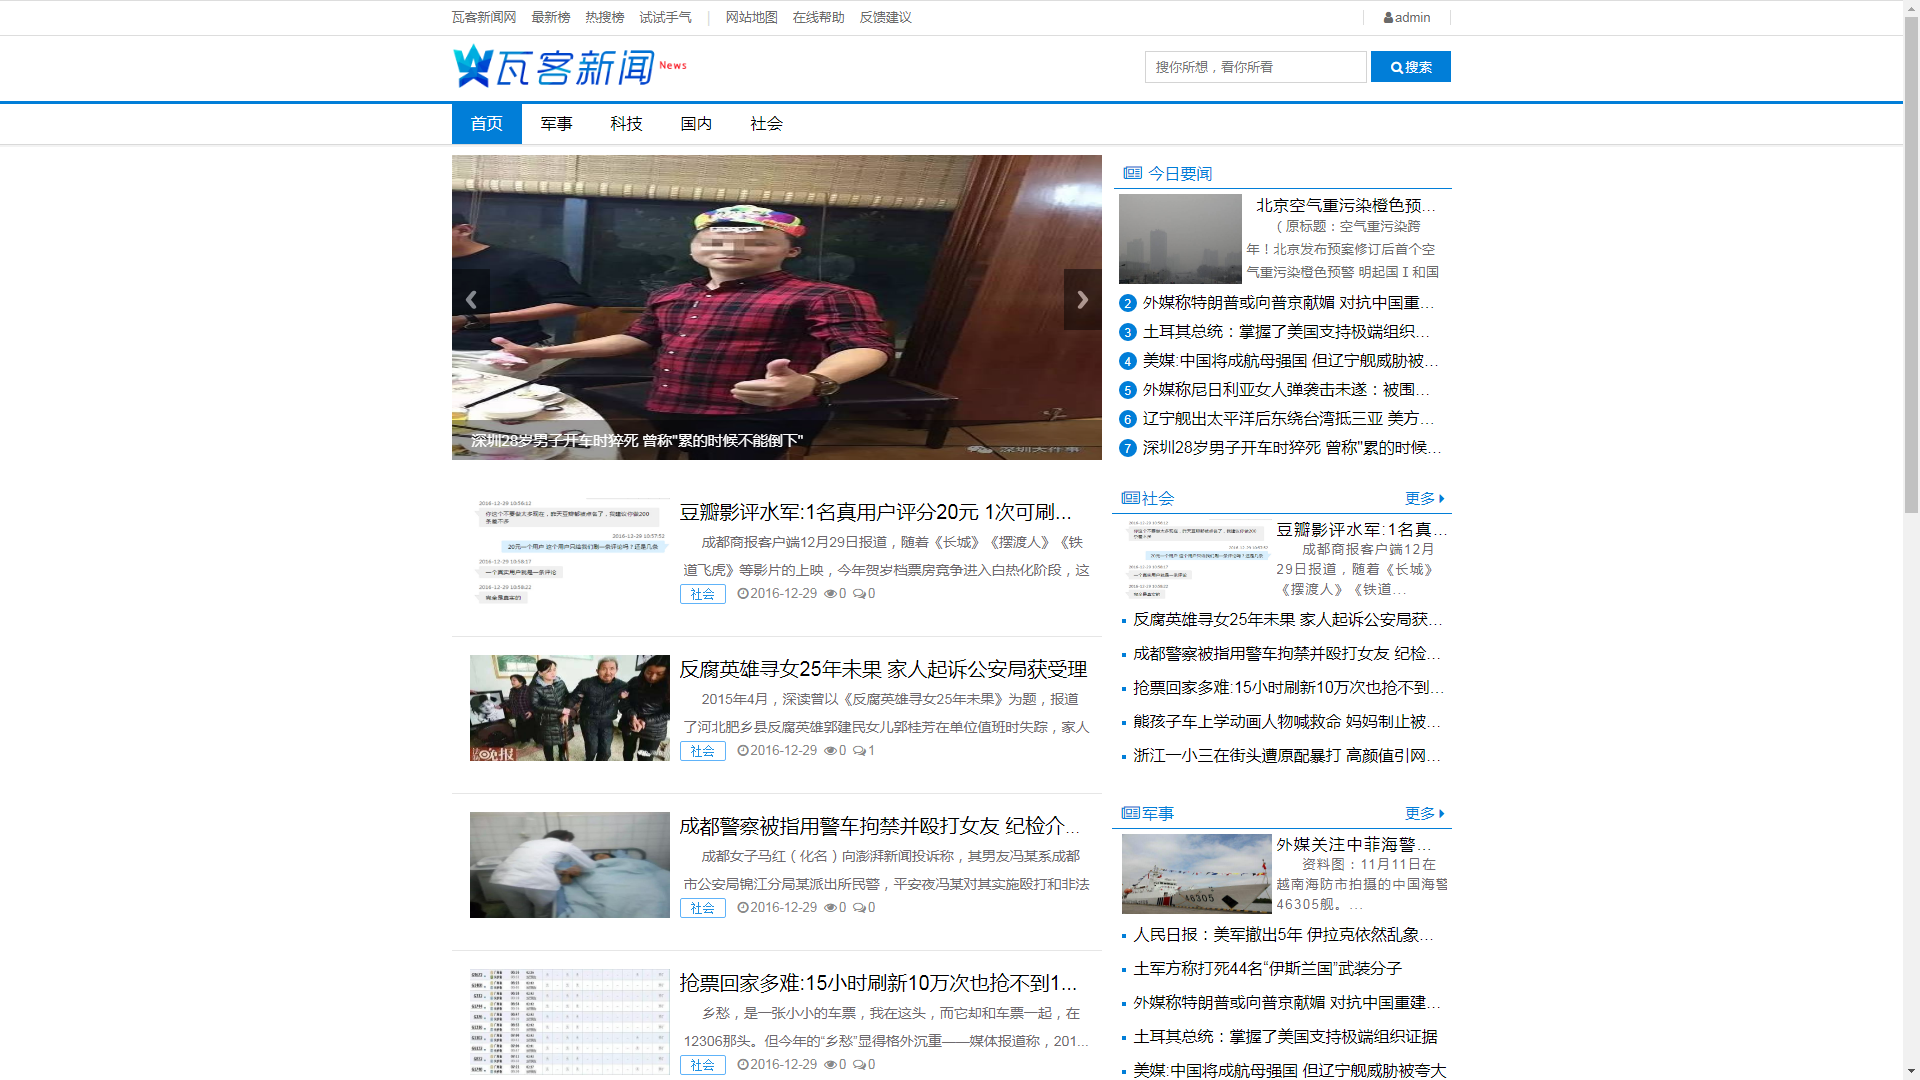 瓦客新闻网 最新榜 热搜榜 试试手气 | 网站地图 在线帮助 反馈建议 admin
瓦客新闻 News
搜你所想，看你所看 搜索
首页 军事 科技 国内 社会
深圳28岁男子开车时猝死 曾称"累的时候不能倒下"
今日要闻
北京空气重污染橙色预...
（原标题：空气重污染跨
年！北京发布预案修订后首个空
气重污染橙色预警 明起国Ⅰ和国
2 外媒称特朗普或向普京献媚 对抗中国重...
3 土耳其总统：掌握了美国支持极端组织...
4 美媒:中国将成航母强国 但辽宁舰威胁被...
5 外媒称尼日利亚女人弹袭击未遂：被围...
6 辽宁舰出太平洋后东绕台湾抵三亚 美方...
7 深圳28岁男子开车时猝死 曾称"累的时候...
豆瓣影评水军:1名真用户评分20元 1次可刷...
成都商报客户端12月29日报道，随着《长城》《摆渡人》《铁
道飞虎》等影片的上映，今年贺岁档票房竞争进入白热化阶段，这
社会 2016-12-29 0 0
反腐英雄寻女25年未果 家人起诉公安局获受理
2015年4月，深读曾以《反腐英雄寻女25年未果》为题，报道
了河北肥乡县反腐英雄郭建民女儿郭桂芳在单位值班时失踪，家人
社会 2016-12-29 0 1
成都警察被指用警车拘禁并殴打女友 纪检介...
成都女子马红（化名）向澎湃新闻投诉称，其男友冯某系成都
市公安局锦江分局某派出所民警，平安夜冯某对其实施殴打和非法
社会 2016-12-29 0 0
抢票回家多难:15小时刷新10万次也抢不到1...
乡愁，是一张小小的车票，我在这头，而它却和车票一起，在
12306那头。但今年的“乡愁”显得格外沉重——媒体报道称，201...
社会 2016-12-29 0 0
社会 更多
豆瓣影评水军:1名真...
成都商报客户端12月
29日报道，随着《长城》
《摆渡人》《铁道...
反腐英雄寻女25年未果 家人起诉公安局获...
成都警察被指用警车拘禁并殴打女友 纪检...
抢票回家多难:15小时刷新10万次也抢不到...
熊孩子车上学动画人物喊救命 妈妈制止被...
浙江一小三在街头遭原配暴打 高颜值引网...
军事 更多
外媒关注中菲海警...
资料图：11月11日在
越南海防市拍摄的中国海警
46305舰。...
46305
人民日报：美军撤出5年 伊拉克依然乱象...
土军方称打死44名“伊斯兰国”武装分子
外媒称特朗普或向普京献媚 对抗中国重建...
土耳其总统：掌握了美国支持极端组织证据
美媒:中国将成航母强国 但辽宁舰威胁被夸大